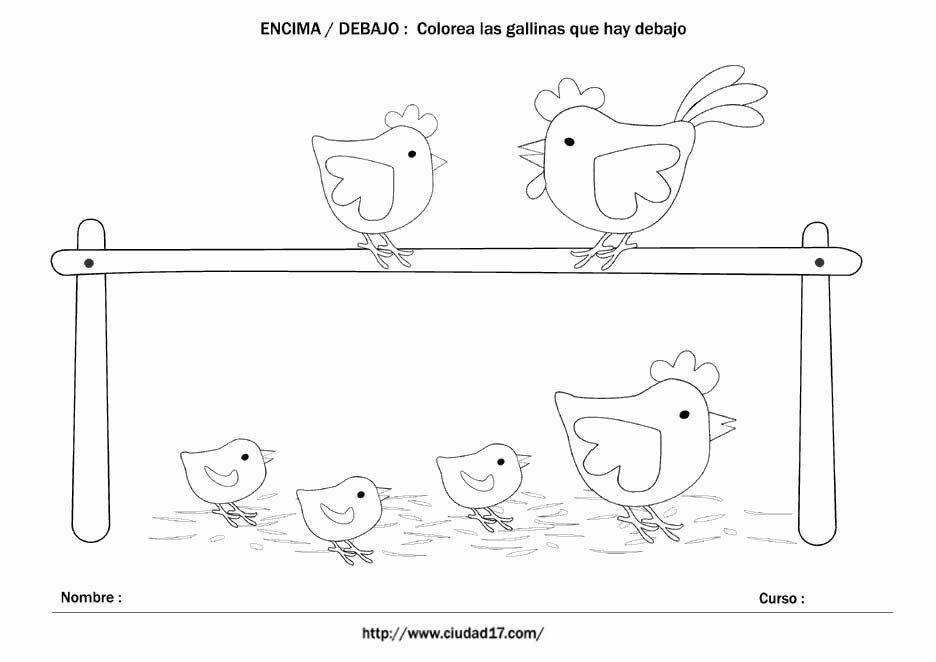 ENCIMA / DEBAJO : Colorea las gallinas que hay debajo
Nombre :
Curso :
http://www.ciudad17.com/